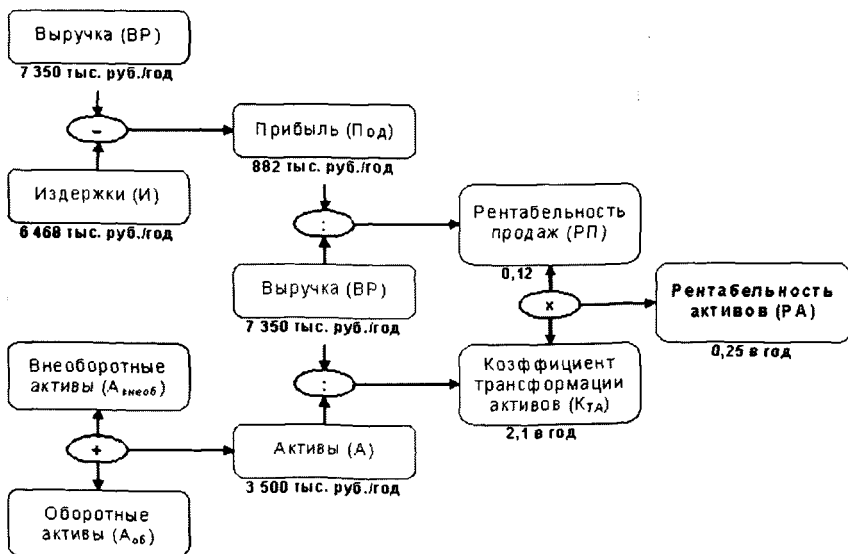 Выручка (ВР)
7 350 тыс. руб./год
–
Прибыль (Под)
882 тыс. руб./год
Издержки (И)
6 468 тыс. руб./год
:
Рентабельность
продаж (РП)
0,12
Выручка (ВР)
7 350 тыс. руб./год
x
Рентабельность
активов (РА)
0,25 в год
Внеоборотные
активы (Авнеоб)
:
Коэффициент
трансформации
активов (КТА)
2,1 в год
+
Активы (А)
3 500 тыс. руб./год
Оборотные
активы (Аоб)